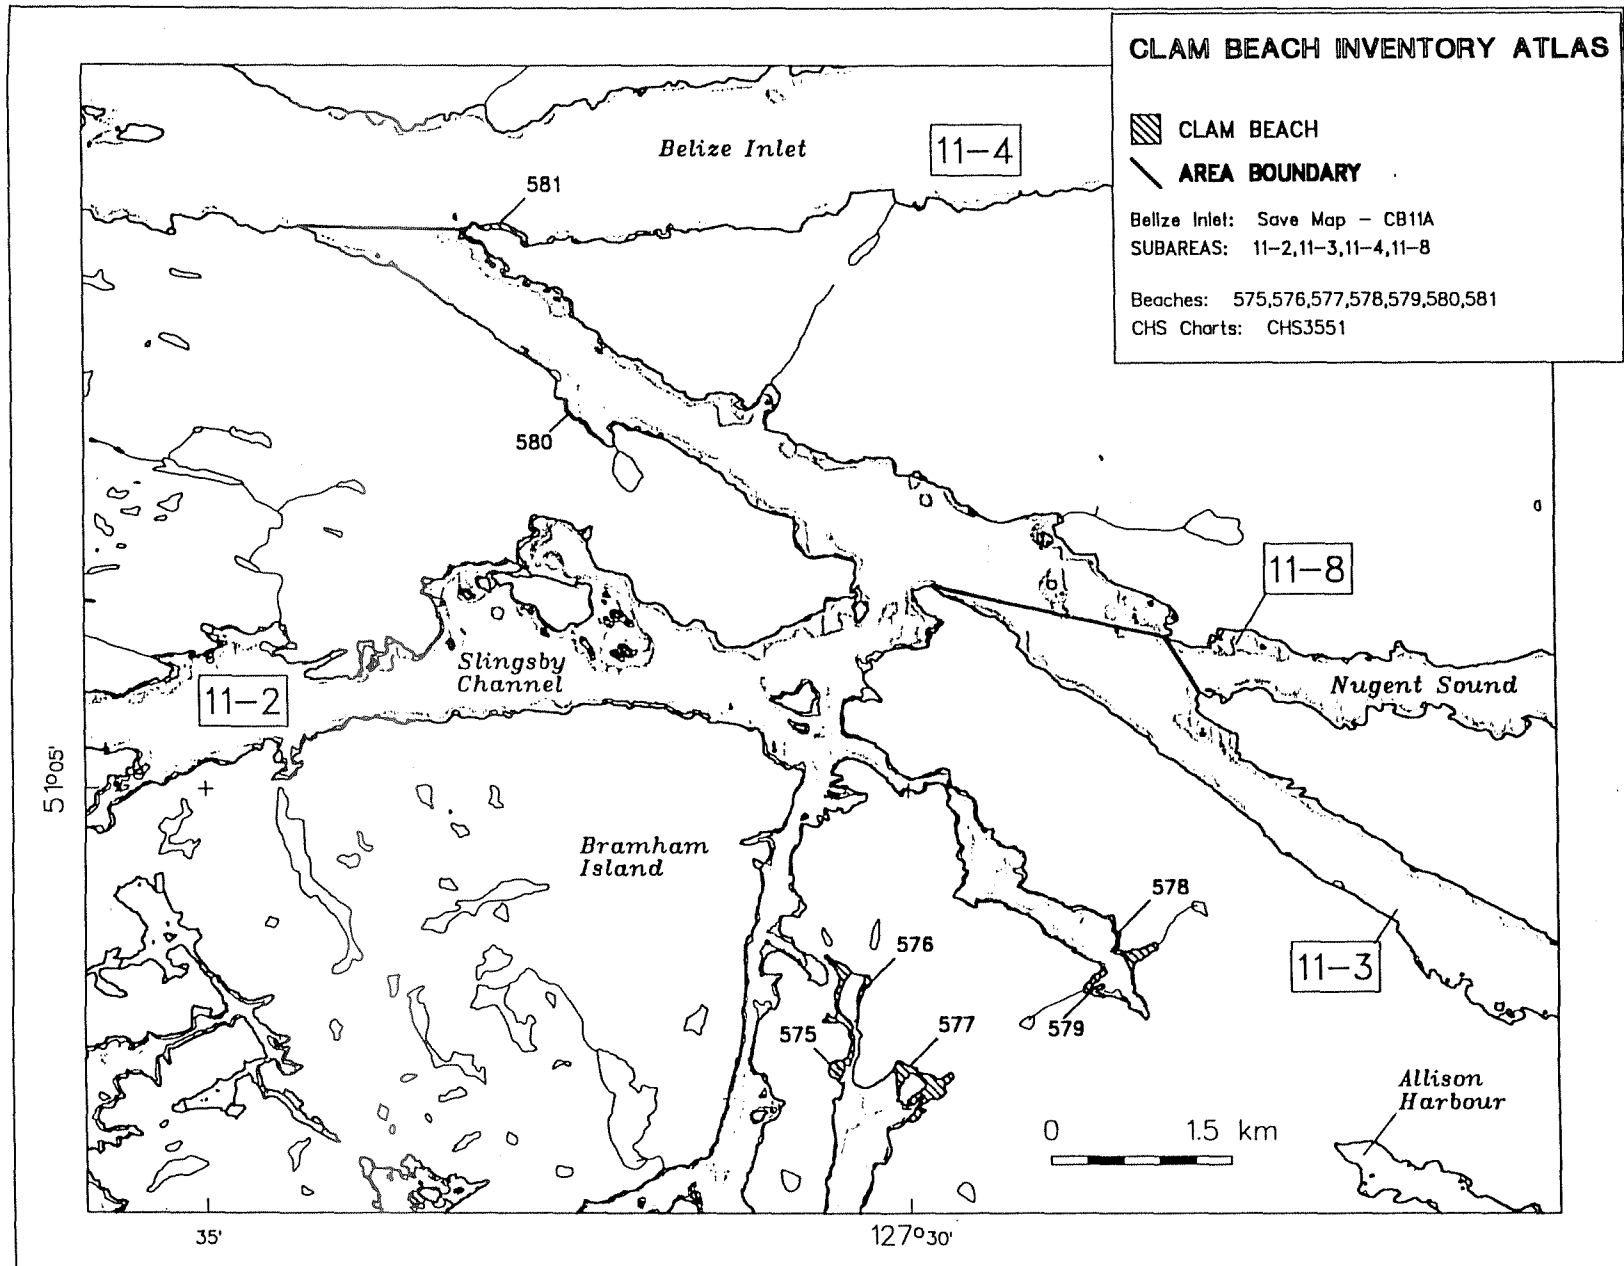 CLAM BEACH INVENTORY ATLAS
CLAM BEACH
AREA BOUNDARY
Belize Inlet: Save Map - CB11A
SUBAREAS: 11-2,11-3,11-4,11-8
Beaches: 575,576,577,578,579,580,581
CHS Charts: CHS3551
Belize Inlet
11-4
581
580
11-8
Slingsby
Channel
11-2
Nugent Sound
51°05'
Bramham
Island
578
576
11-3
575
577
579
Allison
Harbour
0 1.5 km
35'
127°30'